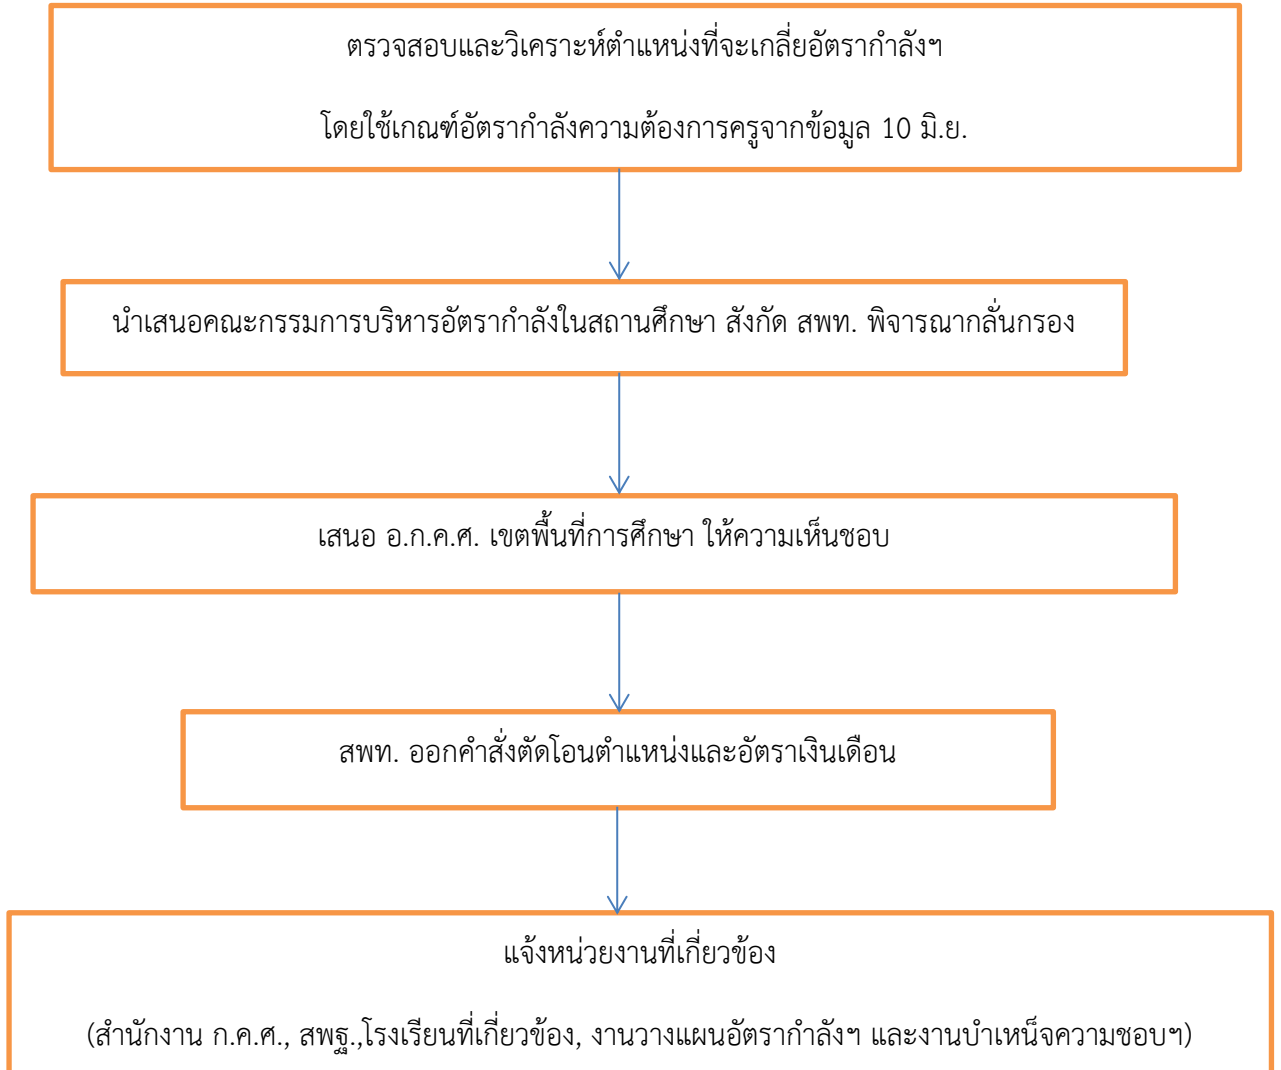 ตรวจสอบและวิเคราะห์ตำแหน่งที่จะเกลี่ยอัตรากำลังฯ
โดยใช้เกณฑ์อัตรากำลังความต้องการครูจากข้อมูล 10 มิ.ย.
นำเสนอคณะกรรมการบริหารอัตรากำลังในสถานศึกษา สังกัด สพท. พิจารณากลั่นกรอง
เสนอ อ.ก.ค.ศ. เขตพื้นที่การศึกษา ให้ความเห็นชอบ
สพท. ออกคำสั่งตัดโอนตำแหน่งและอัตราเงินเดือน
แจ้งหน่วยงานที่เกี่ยวข้อง
(สำนักงาน ก.ค.ศ., สพฐ.,โรงเรียนที่เกี่ยวข้อง, งานวางแผนอัตรากำลังฯ และงานบำเหน็จความชอบฯ)